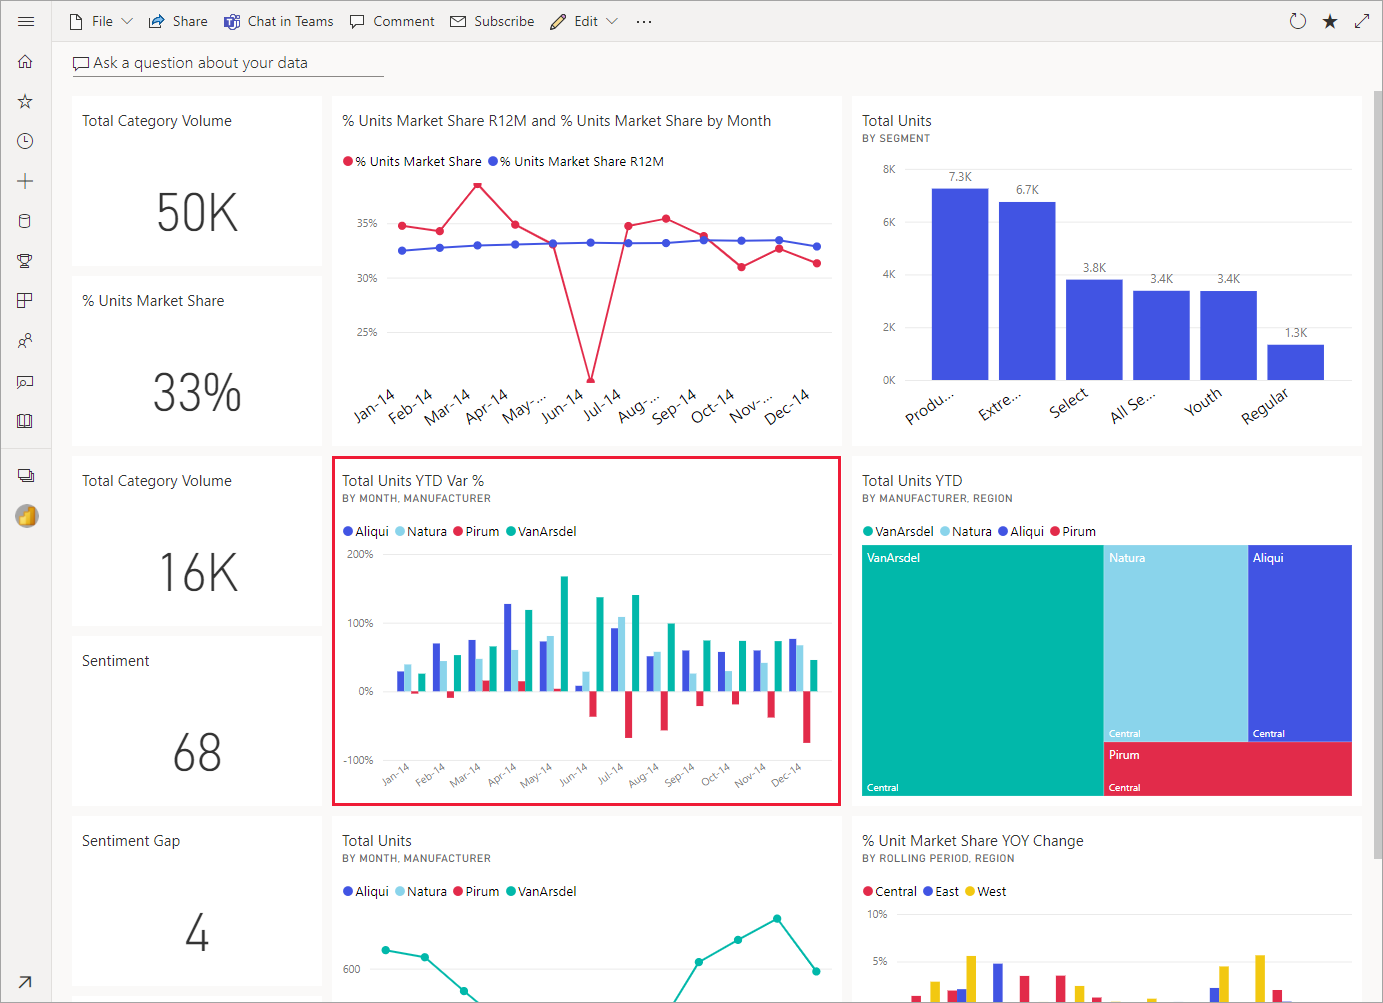 File
Share
Chat in Teams
Comment
Subscribe
Edit
Ask a question about your data
Total Category Volume
50K
% Units Market Share
33%
Total Category Volume
16K
Sentiment
68
Sentiment Gap
4
% Units Market Share R12M and % Units Market Share by Month
% Units Market Share % Units Market Share R12M
35%
30%
25%
Jan-14 Feb-14 Mar-14 Apr-14 May-... Jun-14 Jul-14 Aug-... Sep-14 Oct-14 Nov-... Dec-14
Total Units
BY SEGMENT
8K
6K
4K
2K
0K
7.3K 6.7K 3.8K 3.4K 3.4K 1.3K
Produ... Extre... Select All Se... Youth Regular
Total Units YTD Var %
BY MONTH, MANUFACTURER
Aliqui Natura Pirum VanArsdel
200%
100%
0%
-100%
Jan-14 Feb-14 Mar-14 Apr-14 May-14 Jun-14 Jul-14 Aug-14 Sep-14 Oct-14 Nov-14 Dec-14
Total Units YTD
BY MANUFACTURER, REGION
VanArsdel Natura Aliqui Pirum
VanArsdel Natura Aliqui
Central Central
Pirum
Central Central
Total Units
BY MONTH, MANUFACTURER
Aliqui Natura Pirum VanArsdel
600
% Unit Market Share YOY Change
BY ROLLING PERIOD, REGION
Central East West
10%
5%